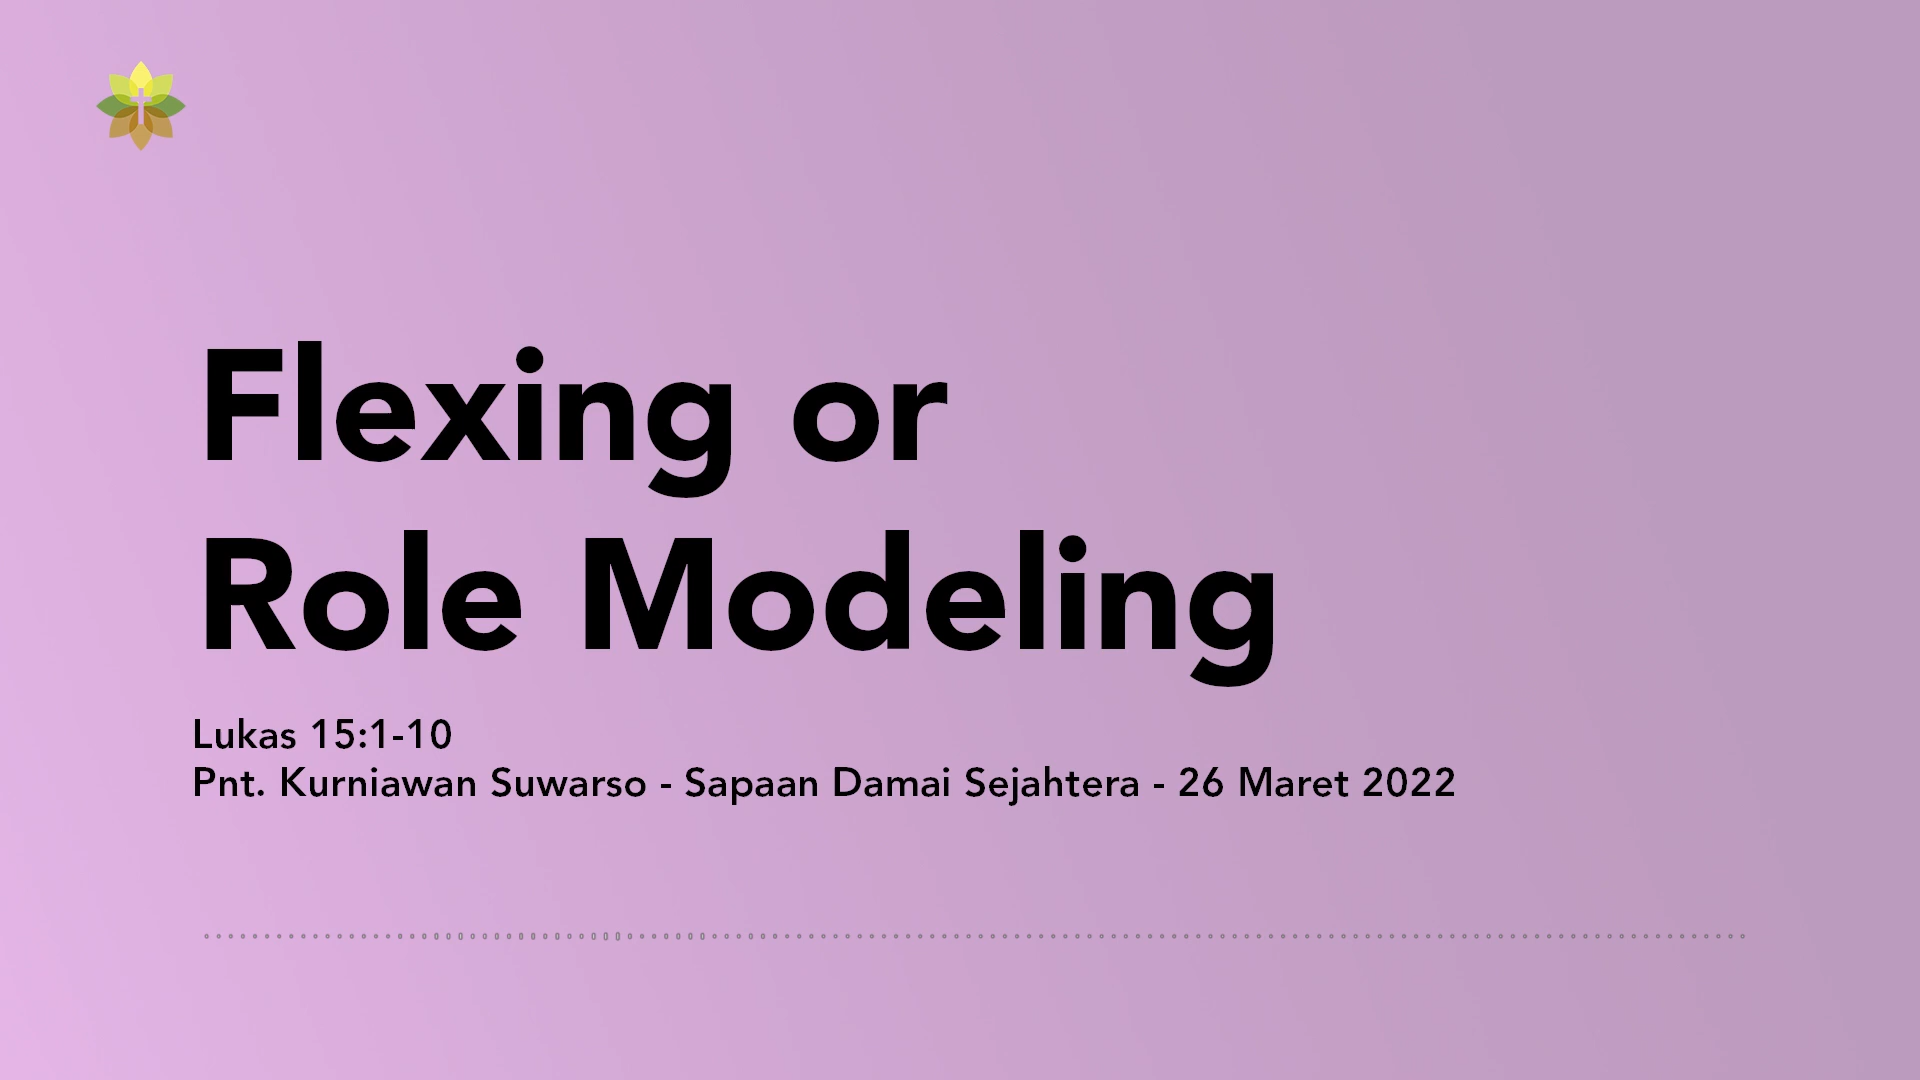 Flexing or
Role Modeling
Lukas 15:1-10
Pnt. Kurniawan Suwarso - Sapaan Damai Sejahtera - 26 Maret 2022